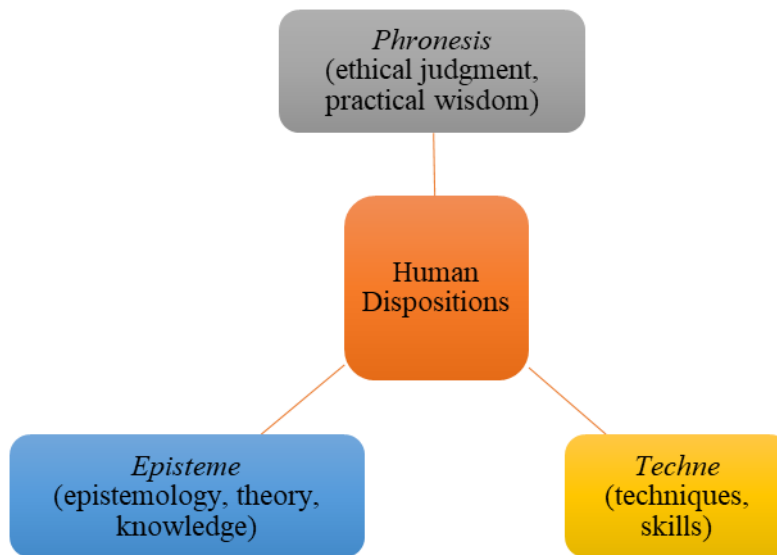 Phronesis
(ethical judgment,
practical wisdom)
Human
Dispositions
Episteme
(epistemology, theory,
knowledge)
Techne
(techniques,
skills)